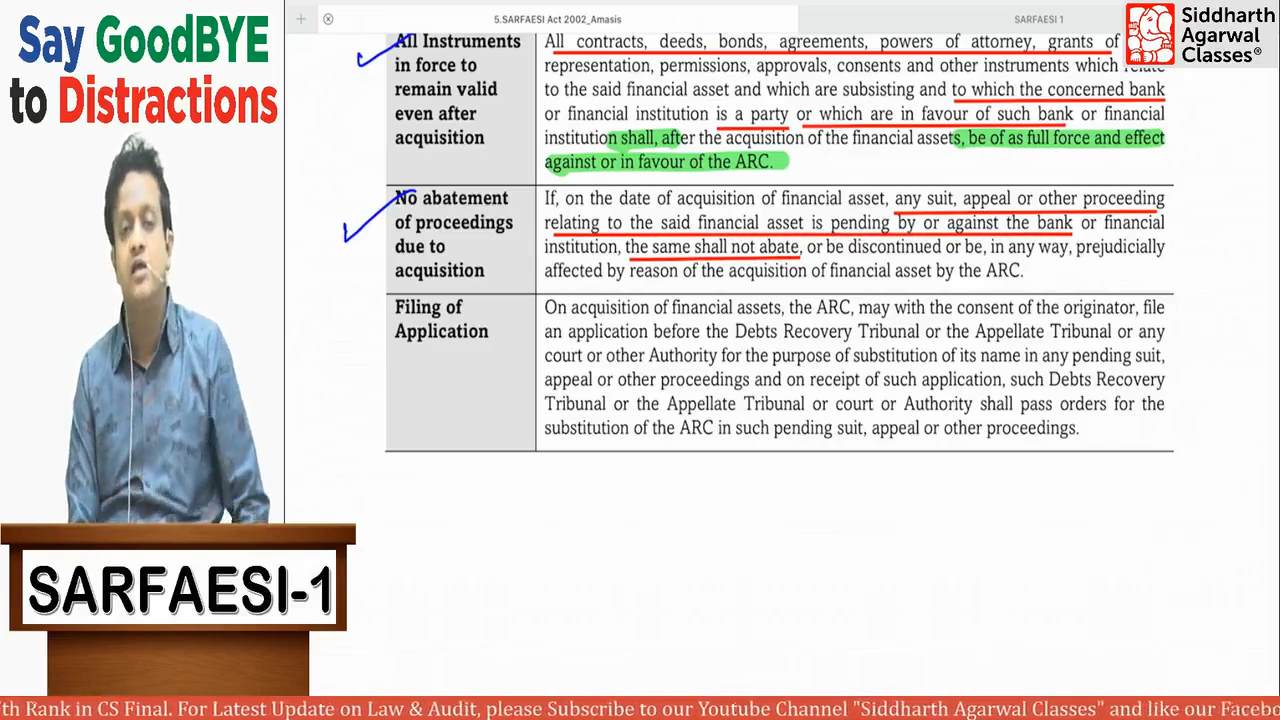 Say GoodBYE
to Distractions
5.SARFAESI Act 2002_Amasis
SARFAESI 1
Siddharth
Agarwal
Classes®
All Instruments
in force to
remain valid
even after
acquisition
All contracts, deeds, bonds, agreements, powers of attorney, grants of
representation, permissions, approvals, consents and other instruments which relate
to the said financial asset and which are subsisting and to which the concerned bank
or financial institution is a party or which are in favour of such bank or financial
institution shall, after the acquisition of the financial assets, be of as full force and effect
against or in favour of the ARC.
No abatement
of proceedings
due to
acquisition
If, on the date of acquisition of financial asset, any suit, appeal or other proceeding
relating to the said financial asset is pending by or against the bank or financial
institution, the same shall not abate, or be discontinued or be, in any way, prejudicially
affected by reason of the acquisition of financial asset by the ARC.
Filing of
Application
On acquisition of financial assets, the ARC, may with the consent of the originator, file
an application before the Debts Recovery Tribunal or the Appellate Tribunal or any
court or other Authority for the purpose of substitution of its name in any pending suit,
appeal or other proceedings and on receipt of such application, such Debts Recovery
Tribunal or the Appellate Tribunal or court or Authority shall pass orders for the
substitution of the ARC in such pending suit, appeal or other proceedings.
SARFAESI-1
th Rank in CS Final. For Latest Update on Law & Audit, please Subscribe to our Youtube Channel "Siddharth Agarwal Classes" and like our Facebo